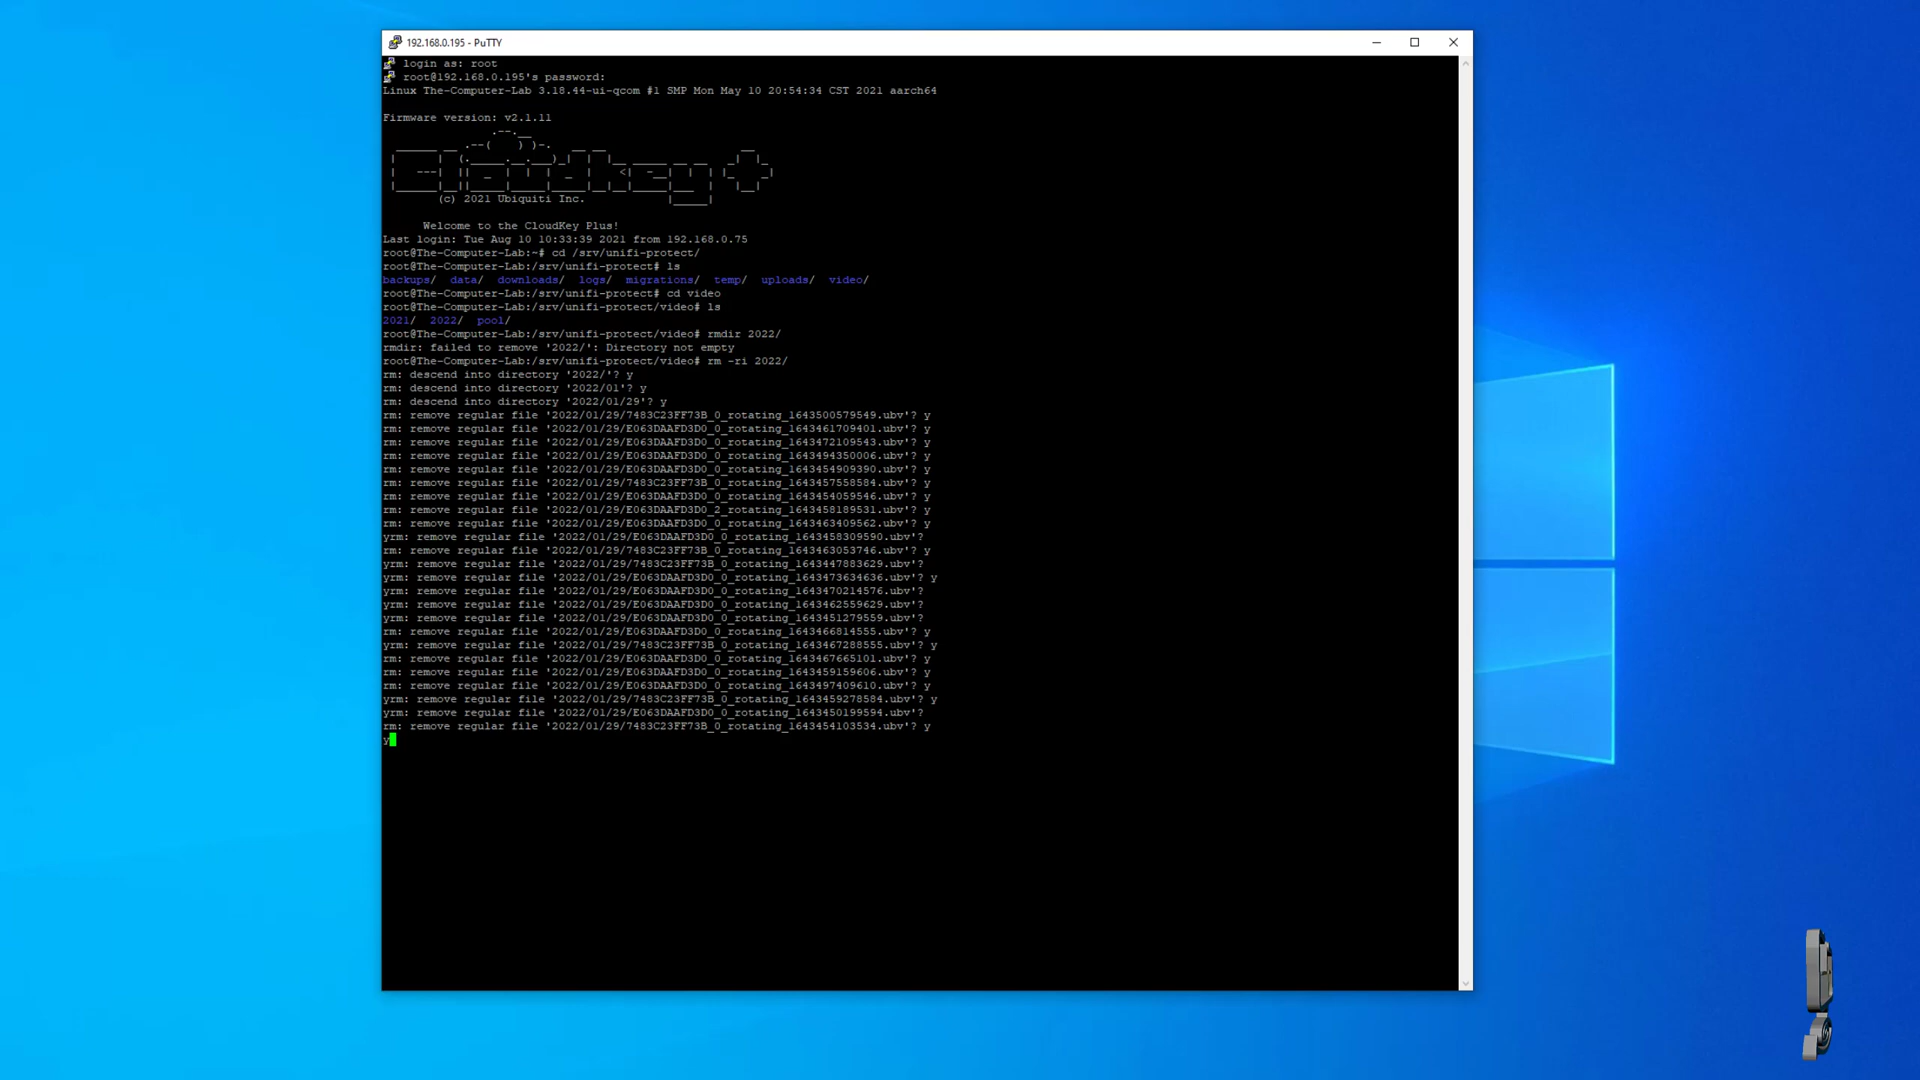 192.168.0.195 - PuTTY
login as: root
root@192.168.0.195's password:
Linux The-Computer-Lab 3.18.44-ui-qcom #1 SMP Mon May 10 20:54:34 CST 2021 aarch64
Firmware version: v2.1.11
CloudKey+
(c) 2021 Ubiquiti Inc.
Welcome to the CloudKey Plus!
Last login: Tue Aug 10 10:33:39 2021 from 192.168.0.75
root@The-Computer-Lab:~# cd /srv/unifi-protect/
root@The-Computer-Lab:/srv/unifi-protect# ls
backups/ data/ downloads/ logs/ migrations/ temp/ uploads/ video/
root@The-Computer-Lab:/srv/unifi-protect# cd video
root@The-Computer-Lab:/srv/unifi-protect/video# ls
2021/ 2022/ pool/
root@The-Computer-Lab:/srv/unifi-protect/video# rmdir 2022/
rmdir: failed to remove '2022/': Directory not empty
root@The-Computer-Lab:/srv/unifi-protect/video# rm -ri 2022/
rm: descend into directory '2022/'? y
rm: descend into directory '2022/01'? y
rm: descend into directory '2022/01/29'? y
rm: remove regular file '2022/01/29/7483C23FF73B_0_rotating_1643500579549.ubv'? y
rm: remove regular file '2022/01/29/E063DAAFD3D0_0_rotating_1643461709401.ubv'? y
rm: remove regular file '2022/01/29/E063DAAFD3D0_0_rotating_1643472109543.ubv'? y
rm: remove regular file '2022/01/29/E063DAAFD3D0_0_rotating_1643494350006.ubv'? y
rm: remove regular file '2022/01/29/E063DAAFD3D0_0_rotating_1643454909390.ubv'? y
rm: remove regular file '2022/01/29/7483C23FF73B_0_rotating_1643457558584.ubv'? y
rm: remove regular file '2022/01/29/E063DAAFD3D0_0_rotating_1643454059546.ubv'? y
rm: remove regular file '2022/01/29/E063DAAFD3D0_2_rotating_1643458189531.ubv'? y
rm: remove regular file '2022/01/29/E063DAAFD3D0_0_rotating_1643463409562.ubv'? y
yrm: remove regular file '2022/01/29/E063DAAFD3D0_0_rotating_1643458309590.ubv'?
rm: remove regular file '2022/01/29/7483C23FF73B_0_rotating_1643463053746.ubv'? y
yrm: remove regular file '2022/01/29/7483C23FF73B_0_rotating_1643447883629.ubv'?
yrm: remove regular file '2022/01/29/E063DAAFD3D0_0_rotating_1643473634636.ubv'? y
yrm: remove regular file '2022/01/29/E063DAAFD3D0_0_rotating_1643470214576.ubv'?
yrm: remove regular file '2022/01/29/E063DAAFD3D0_0_rotating_1643462559629.ubv'?
yrm: remove regular file '2022/01/29/E063DAAFD3D0_0_rotating_1643451279559.ubv'?
rm: remove regular file '2022/01/29/E063DAAFD3D0_0_rotating_1643466814555.ubv'? y
yrm: remove regular file '2022/01/29/7483C23FF73B_0_rotating_1643467288555.ubv'? y
rm: remove regular file '2022/01/29/E063DAAFD3D0_0_rotating_1643467665101.ubv'? y
rm: remove regular file '2022/01/29/E063DAAFD3D0_0_rotating_1643459159606.ubv'? y
rm: remove regular file '2022/01/29/E063DAAFD3D0_0_rotating_1643497409610.ubv'? y
yrm: remove regular file '2022/01/29/7483C23FF73B_0_rotating_1643459278584.ubv'? y
yrm: remove regular file '2022/01/29/E063DAAFD3D0_0_rotating_1643450199594.ubv'?
rm: remove regular file '2022/01/29/7483C23FF73B_0_rotating_1643454103534.ubv'? y
y